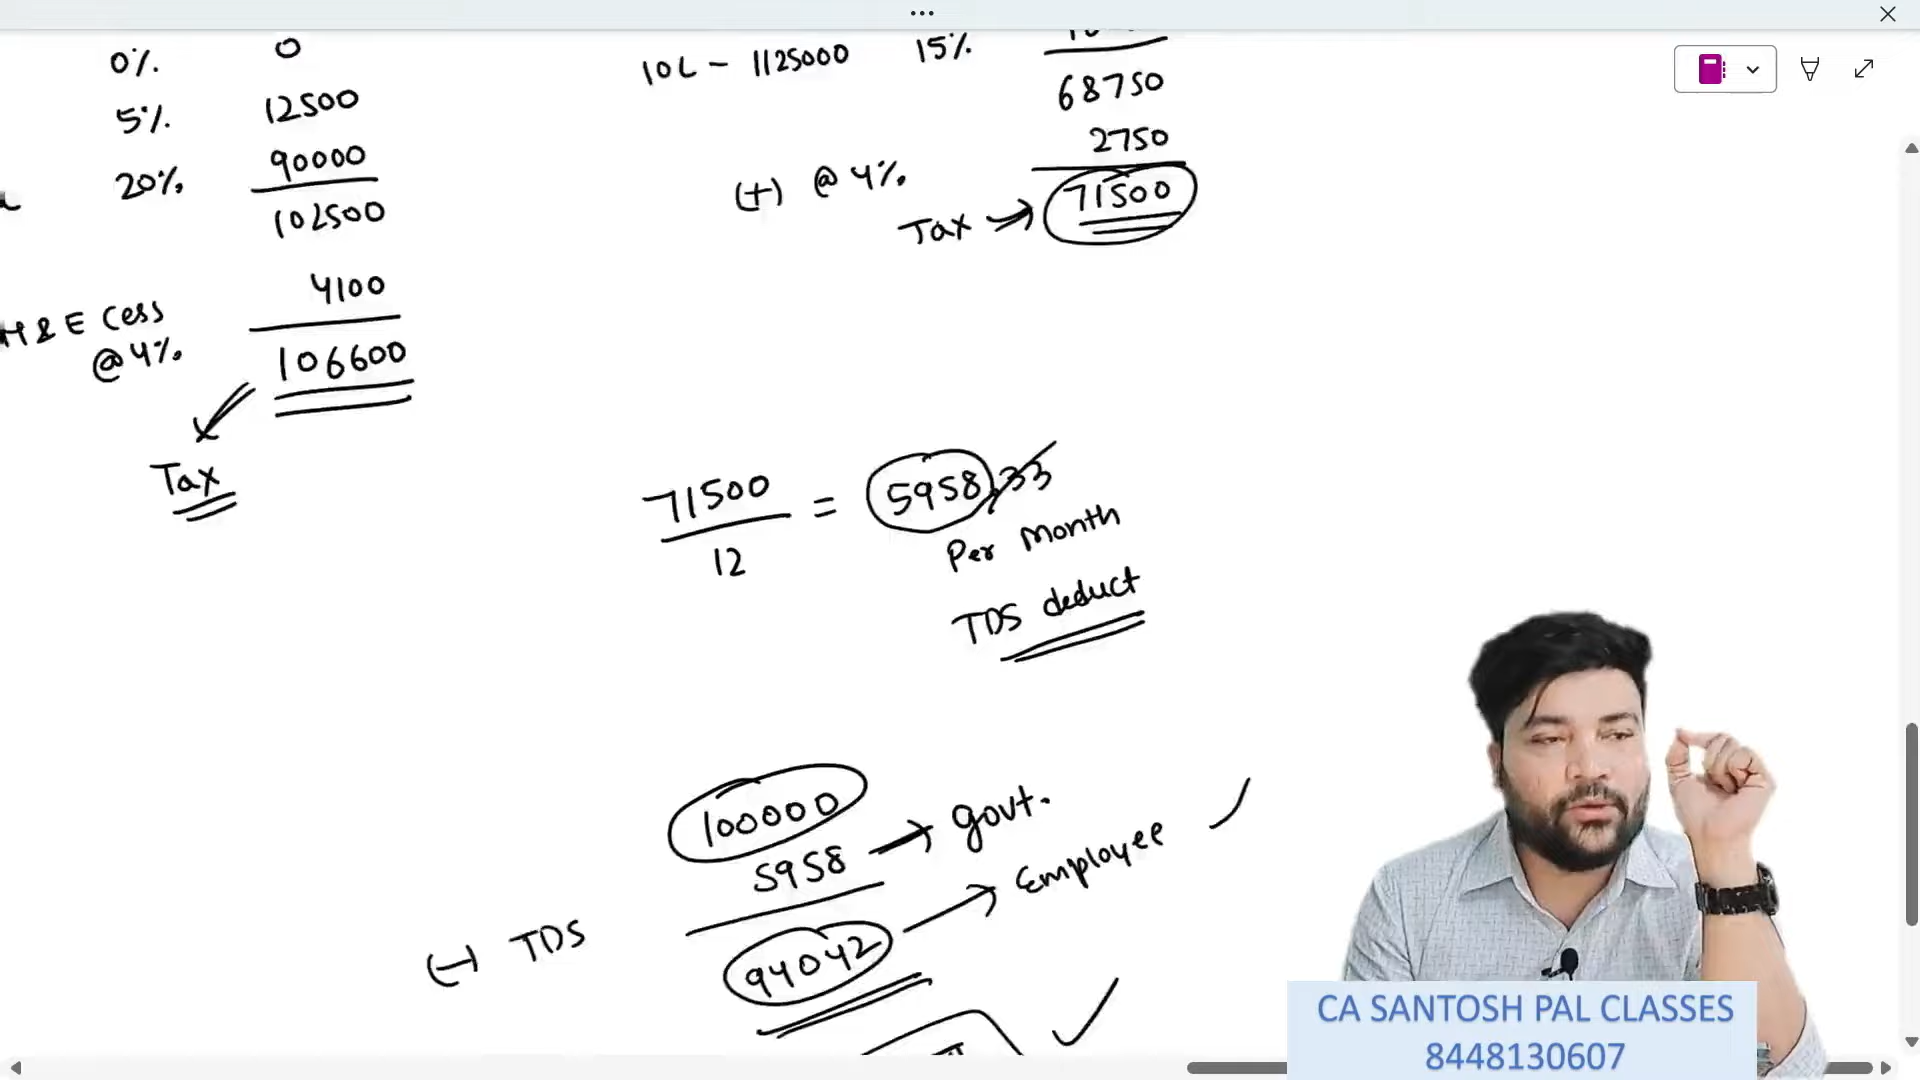 0% 0
5% 12500
20% 90000
102500
H & E Cess @4% 4100
106600
Tax
10L - 1125000 15%
68750
(+) @ 4% 2750
Tax → 71500
71500 / 12 = 5958.33
Per Month
TDS deduct
100000
(-) TDS 5958 → govt.
94042 → Employee
CA SANTOSH PAL CLASSES
8448130607